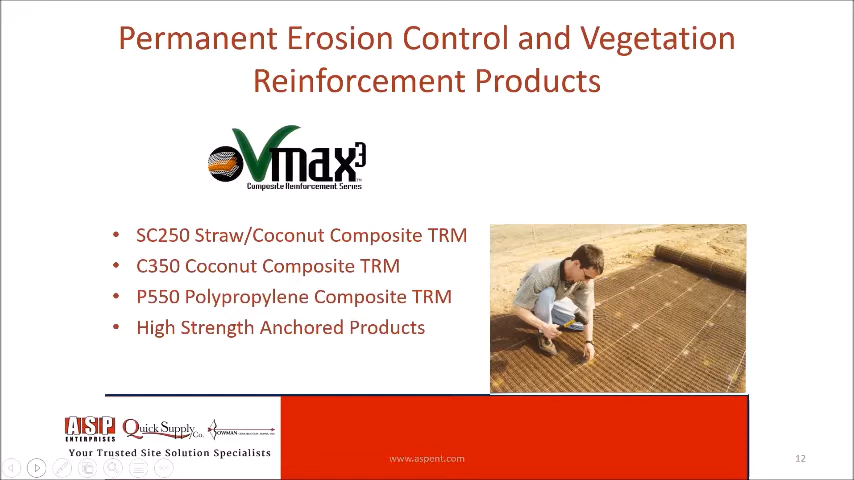 Permanent Erosion Control and Vegetation
Reinforcement Products
Vmax3
Composite Reinforcement Series
• SC250 Straw/Coconut Composite TRM
• C350 Coconut Composite TRM
• P550 Polypropylene Composite TRM
• High Strength Anchored Products
ASP
ENTERPRISES
Quick Supply Co.
BOWMAN
Your Trusted Site Solution Specialists
www.aspent.com
12